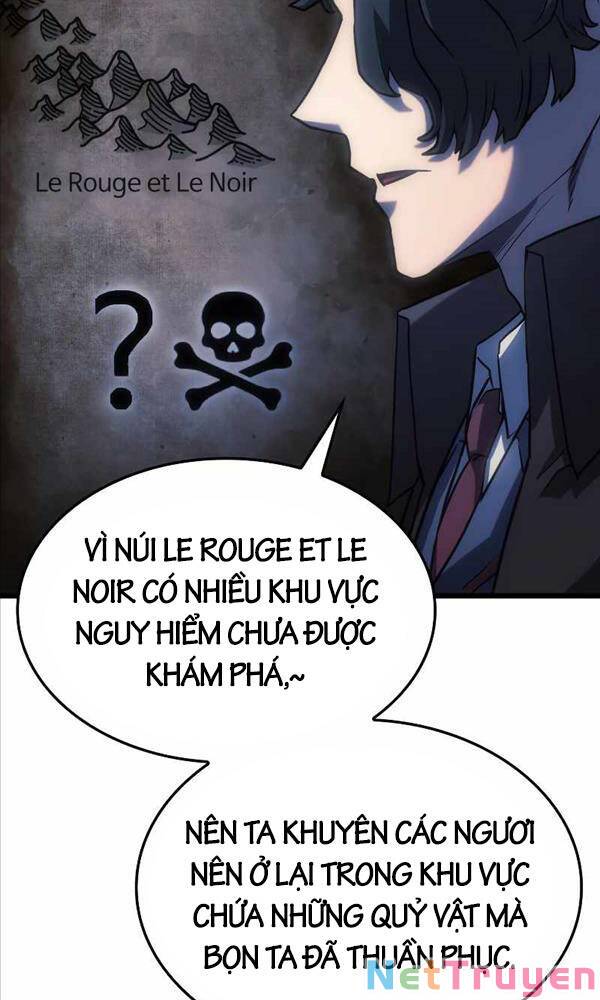 Le Rouge et Le Noir
?
VÌ NÚI LE ROUGE ET LE
NOIR CÓ NHIỀU KHU VỰC
NGUY HIỂM CHƯA ĐƯỢC
KHÁM PHÁ,~
NÊN TA KHUYÊN CÁC NGƯƠI
NÊN Ở LẠI TRONG KHU VỰC
CHỨA NHỮNG QUỶ VẬT MÀ
BỌN TA ĐÃ THUẦN PHỤC.
NetTruyen